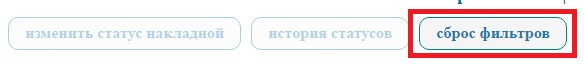 изменить статус накладной история статусов сброс фильтров